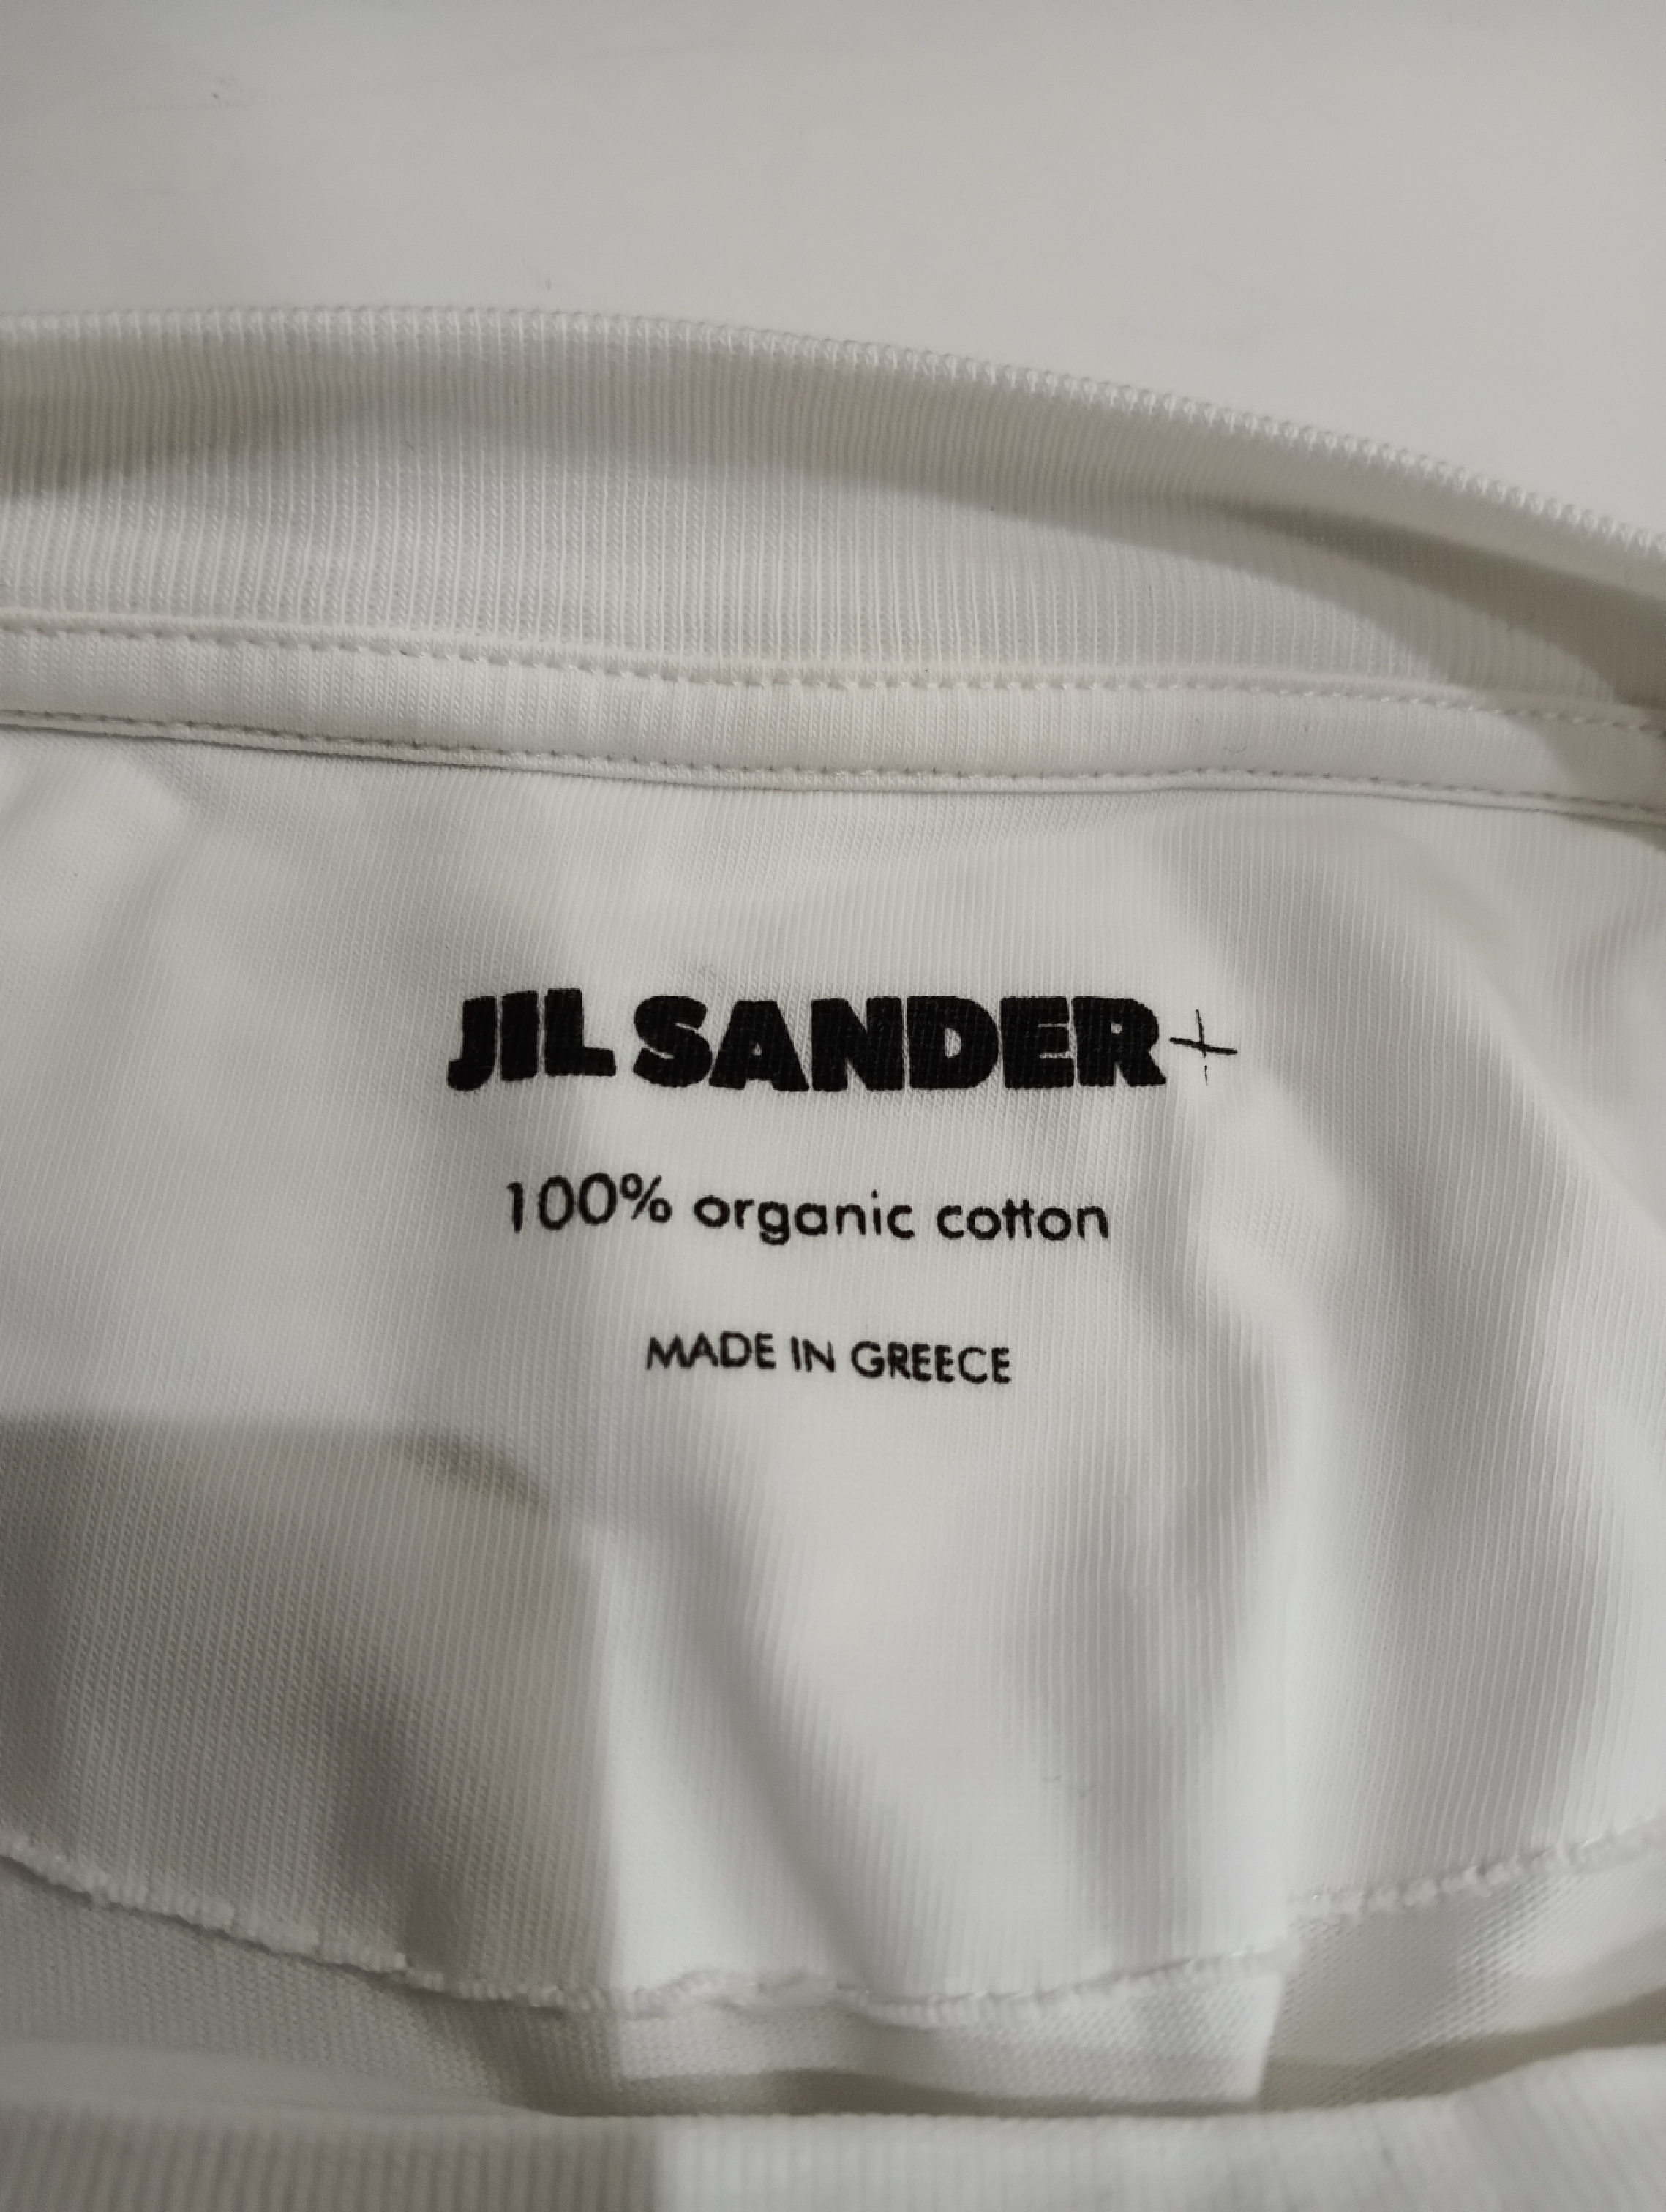 JIL SANDER+
100% organic cotton
MADE IN GREECE